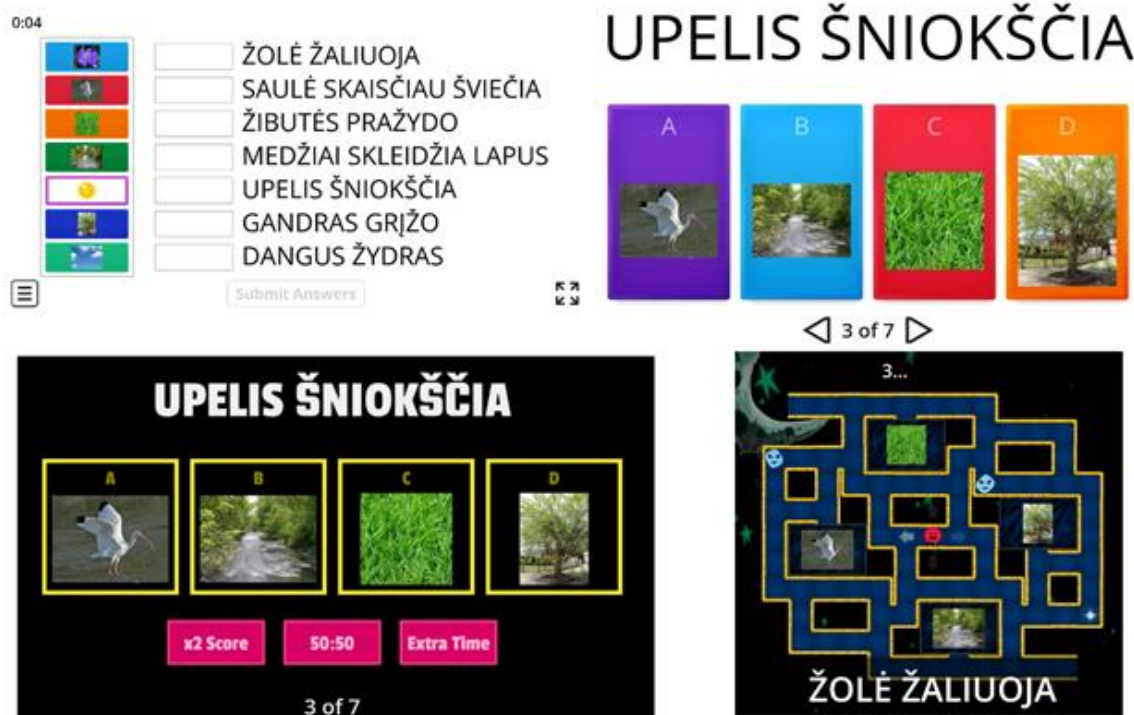 0:04
ŽOLĖ ŽALIUOJA
SAULĖ SKAISČIAU ŠVIEČIA
ŽIBUTĖS PRAŽYDO
MEDŽIAI SKLEIDŽIA LAPUS
UPELIS ŠNIOKŠČIA
GANDRAS GRĮŽO
DANGUS ŽYDRAS
Submit Answers
UPELIS ŠNIOKŠČIA
A
B
C
D
3 of 7
UPELIS ŠNIOKŠČIA
A
B
C
D
x2 Score
50:50
Extra Time
3 of 7
3...
ŽOLĖ ŽALIUOJA